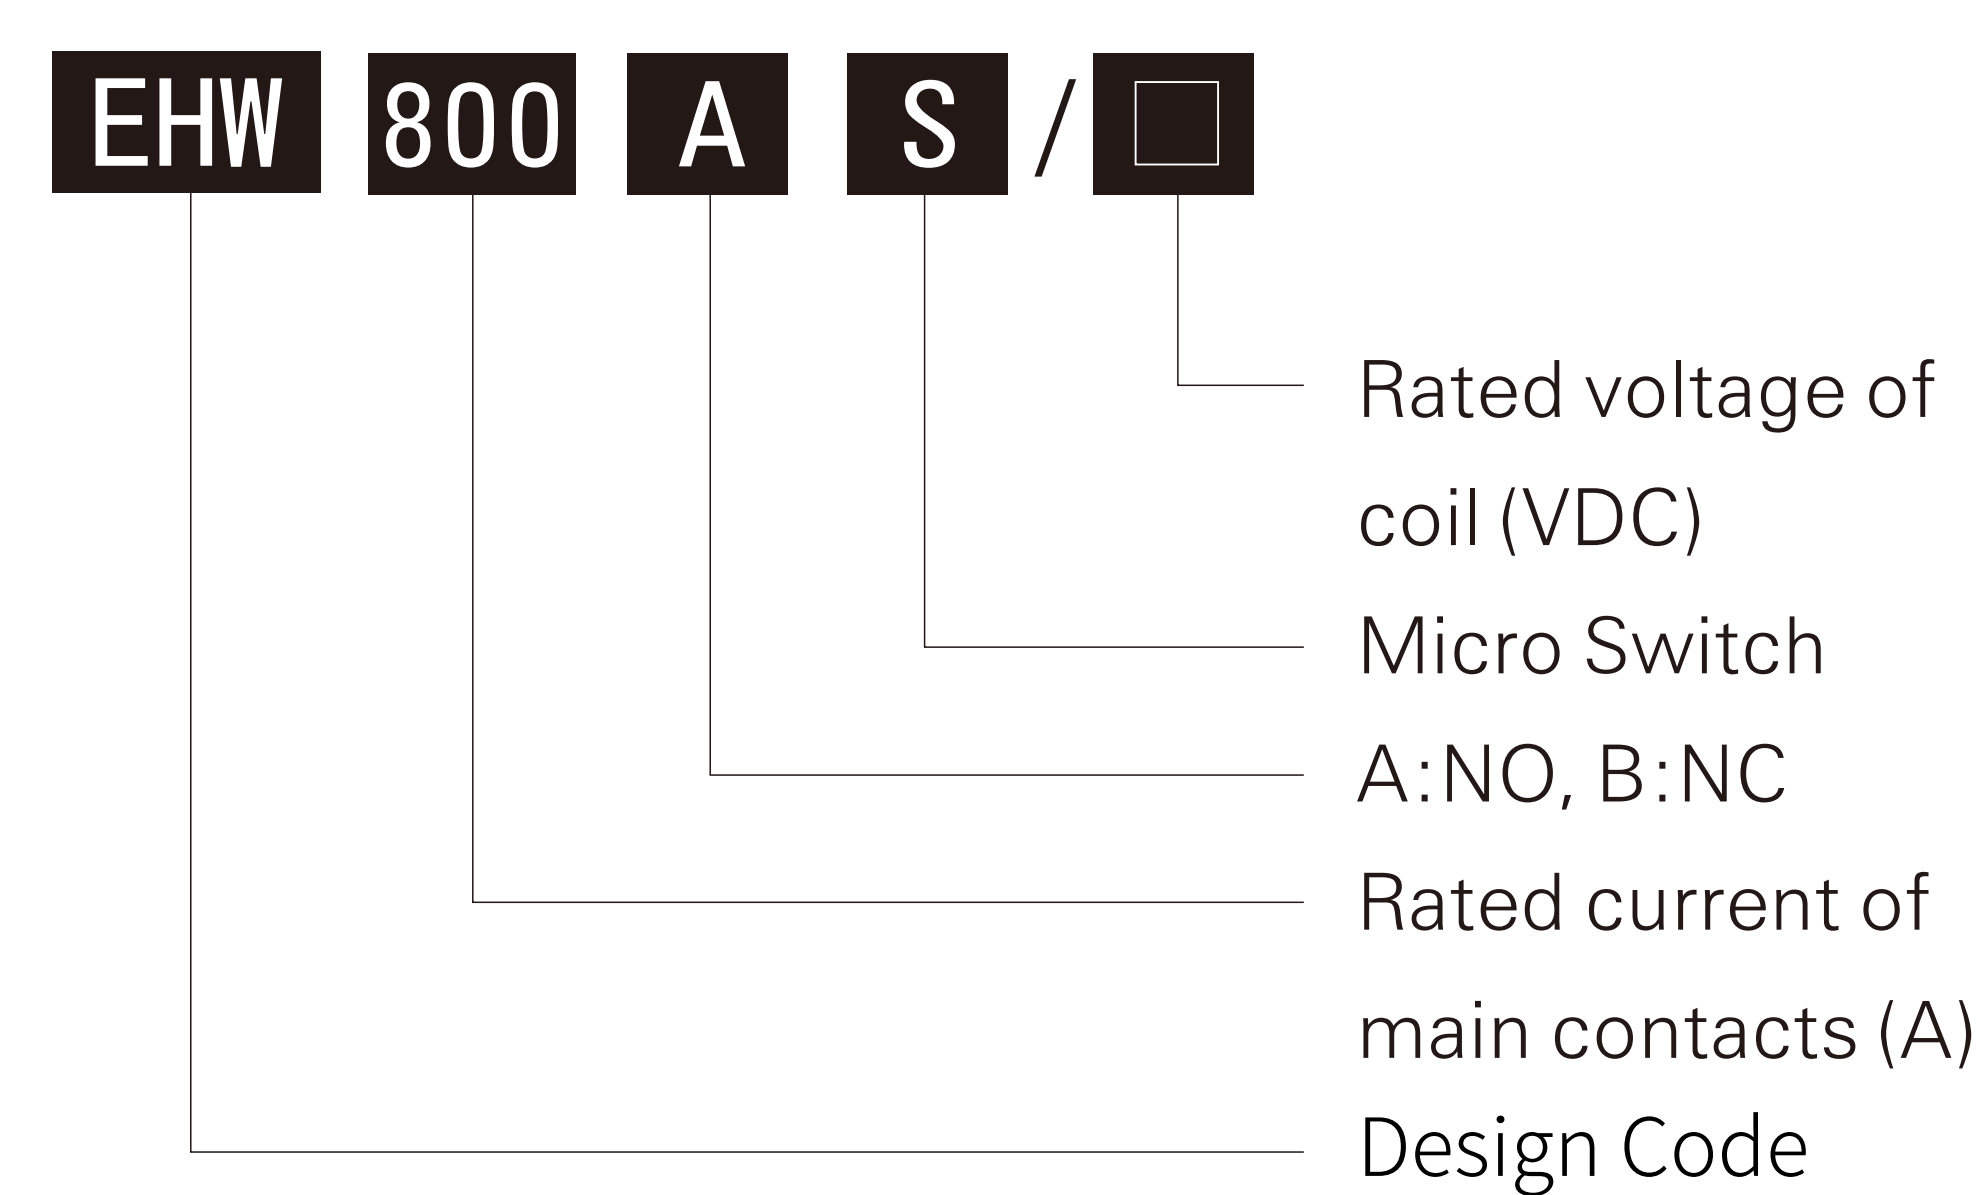 EHW 800 A S / □
Rated voltage of
coil (VDC)
Micro Switch
A:NO, B:NC
Rated current of
main contacts (A)
Design Code